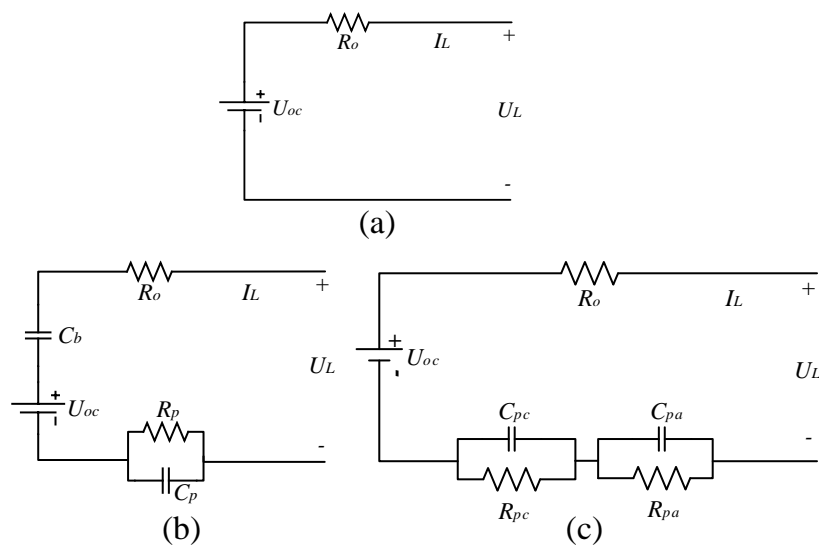 Ro IL +
+
Uoc UL
-
(a)
Ro IL +
Cb
UL
+
Uoc Rp
-
Cp
(b)
Ro IL +
+
Uoc UL
Cpc Cpa
-
Rpc Rpa
(c)